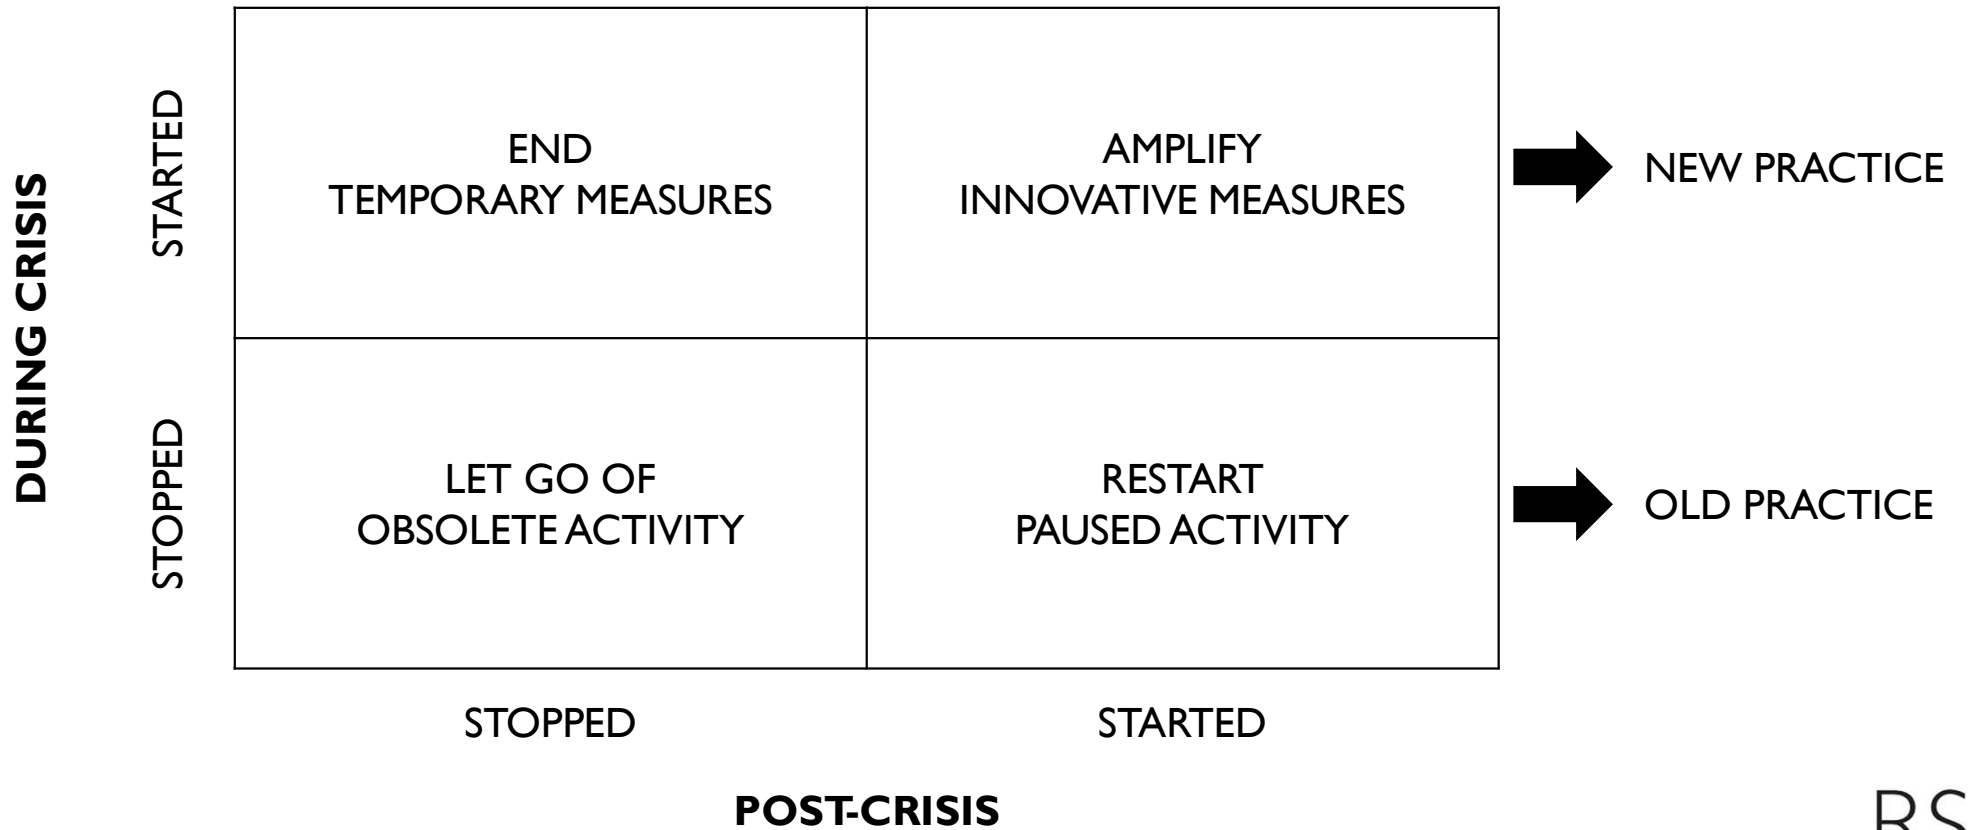 DURING CRISIS
STARTED
END
TEMPORARY MEASURES
AMPLIFY
INNOVATIVE MEASURES
NEW PRACTICE
STOPPED
LET GO OF
OBSOLETE ACTIVITY
RESTART
PAUSED ACTIVITY
OLD PRACTICE
STOPPED
STARTED
POST-CRISIS